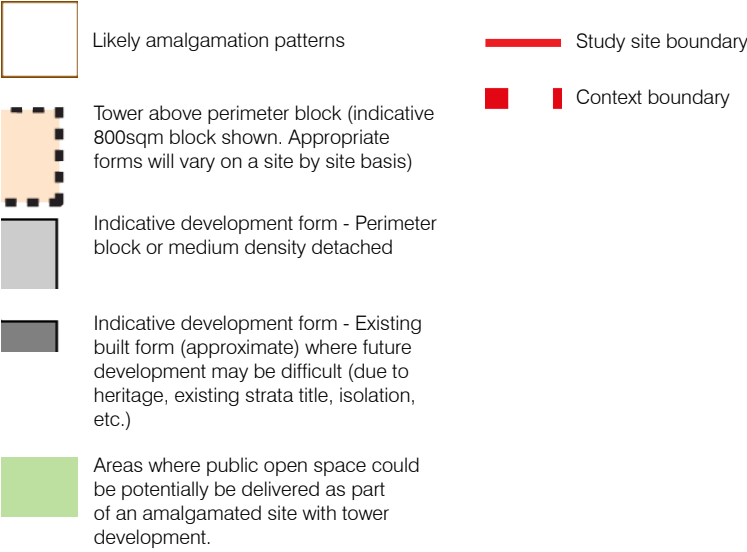 Likely amalgamation patterns
Tower above perimeter block (indicative
800sqm block shown. Appropriate
forms will vary on a site by site basis)
Indicative development form - Perimeter
block or medium density detached
Indicative development form - Existing
built form (approximate) where future
development may be difficult (due to
heritage, existing strata title, isolation,
etc.)
Areas where public open space could
be potentially be delivered as part
of an amalgamated site with tower
development.
Study site boundary
Context boundary